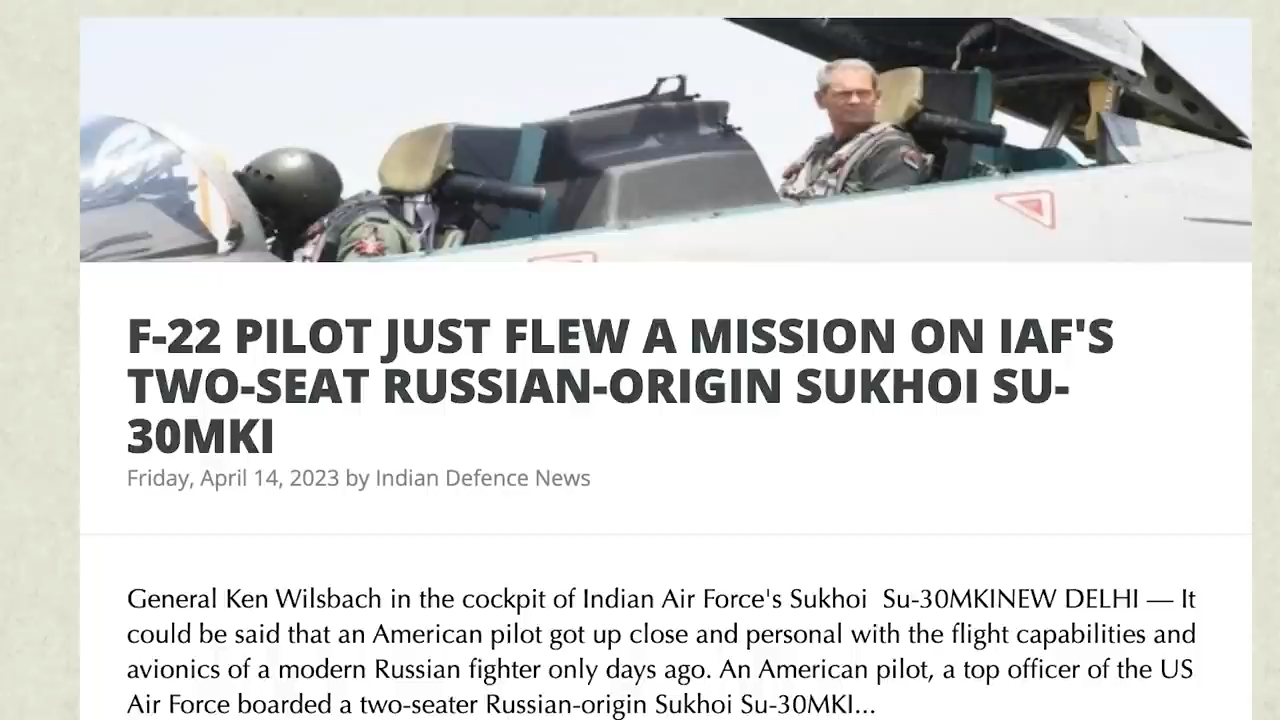 F-22 PILOT JUST FLEW A MISSION ON IAF'S
TWO-SEAT RUSSIAN-ORIGIN SUKHOI SU-
30MKI
Friday, April 14, 2023 by Indian Defence News
General Ken Wilsbach in the cockpit of Indian Air Force's Sukhoi  Su-30MKINEW DELHI — It
could be said that an American pilot got up close and personal with the flight capabilities and
avionics of a modern Russian fighter only days ago. An American pilot, a top officer of the US
Air Force boarded a two-seater Russian-origin Sukhoi Su-30MKI...